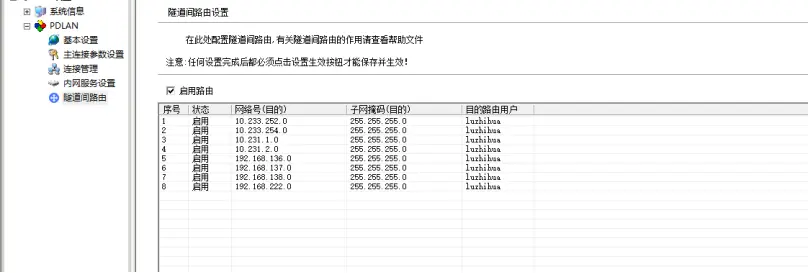 系统信息
PDLAN
基本设置
主连接参数设置
连接管理
内网服务设置
隧道间路由
隧道间路由设置
在此处配置隧道间路由,有关隧道间路由的作用请查看帮助文件
注意:任何设置完成后都必须点击设置生效按钮才能保存并生效!
启用路由
序号 状态 网络号(目的) 子网掩码(目的) 目的路由用户
1 启用 10.233.252.0 255.255.255.0 luzhihua
2 启用 10.233.254.0 255.255.255.0 luzhihua
3 启用 10.231.1.0 255.255.255.0 luzhihua
4 启用 10.231.2.0 255.255.255.0 luzhihua
5 启用 192.168.136.0 255.255.255.0 luzhihua
6 启用 192.168.137.0 255.255.255.0 luzhihua
7 启用 192.168.138.0 255.255.255.0 luzhihua
8 启用 192.168.222.0 255.255.255.0 luzhihua